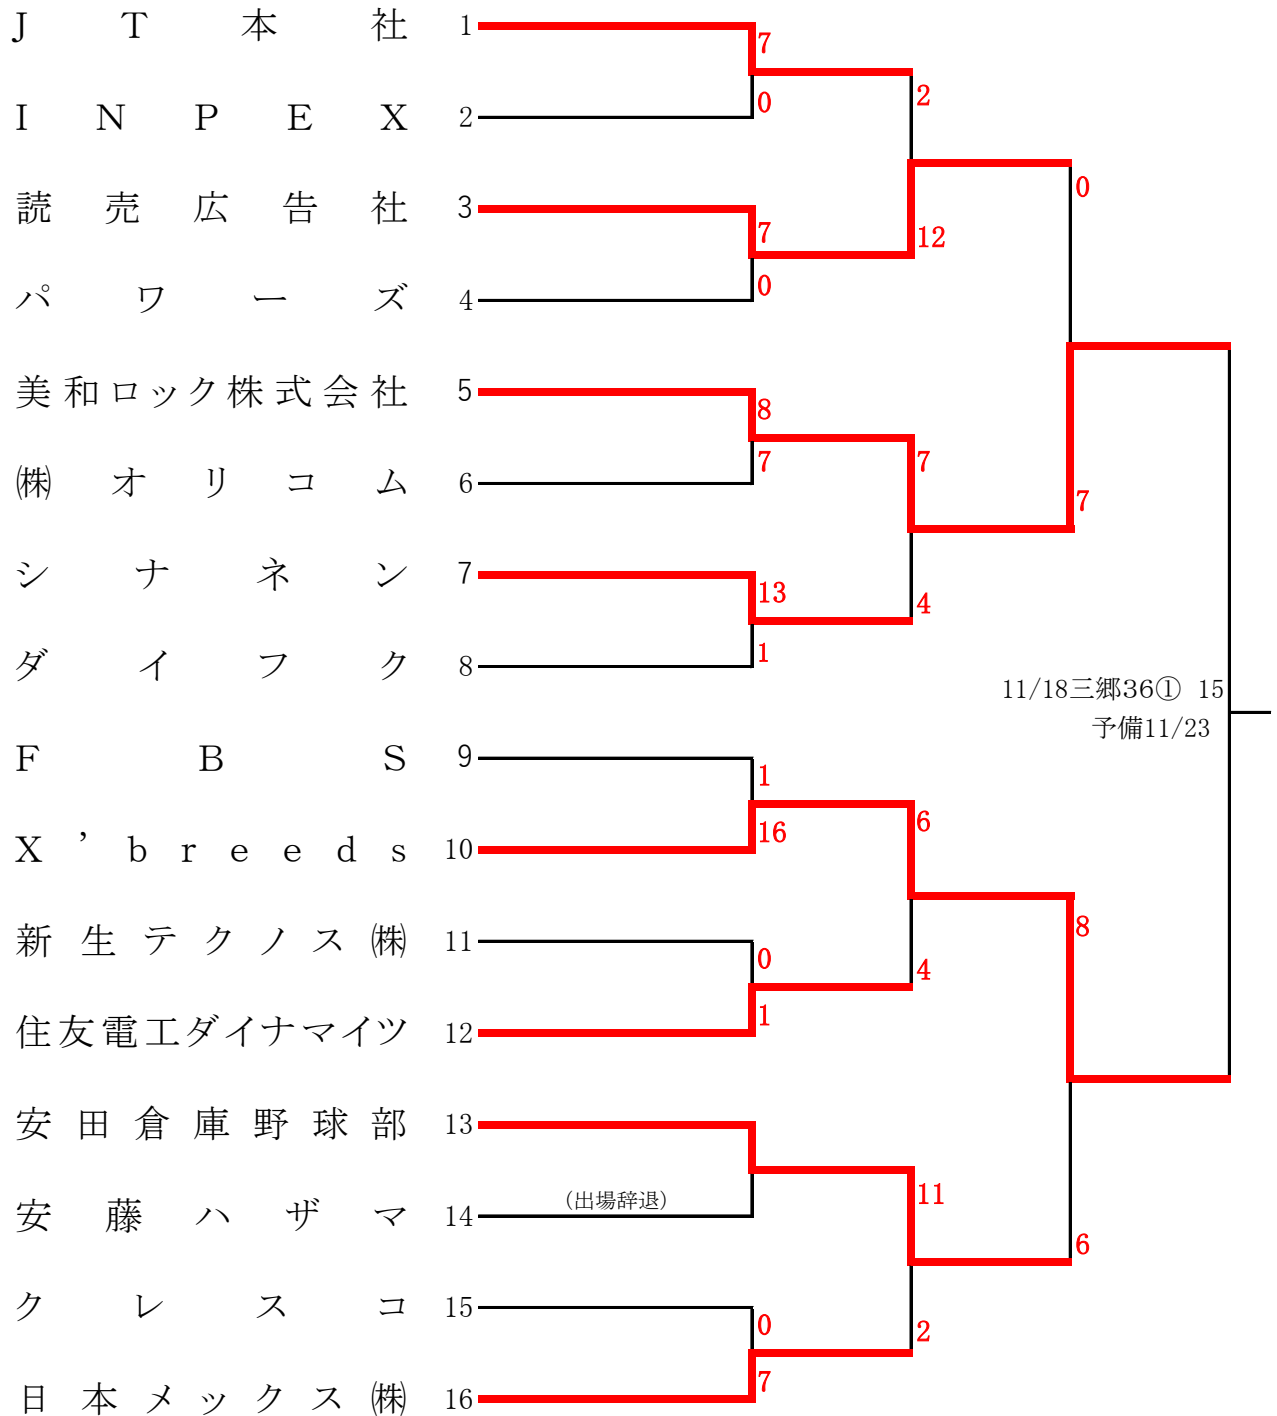 JT本社 1
7
2
0
INPEX 2
0
読売広告社 3
7
12
パワーズ 4
0
美和ロック株式会社 5
8
7
7
㈱オリコム 6
7
シナネン 7
13
4
ダイフク 8
1
11/18三郷36① 15
予備11/23
FBS 9
1
6
X’breeds 10
16
8
新生テクノス㈱ 11
0
4
住友電工ダイナマイツ 12
1
安田倉庫野球部 13
11
安藤ハザマ 14 (出場辞退)
6
クレスコ 15
0
2
日本メックス㈱ 16
7